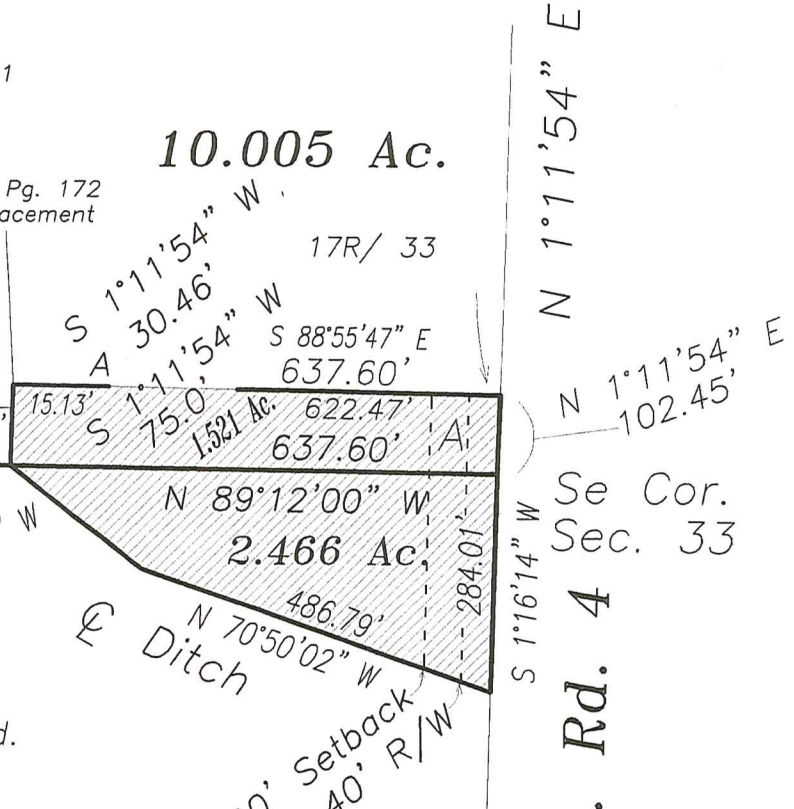 1
10.005 Ac.
N 1°11'54" E
Pg. 172
acement
S 1°11'54" W
A 30.46'
17R/ 33
S 1°11'54" W
75.0'
S 88°55'47" E
637.60'
N 1°11'54" E
102.45'
15.13'
1.521 Ac.
622.47'
637.60'
A
N 89°12'00" W
Se Cor.
Sec. 33
W
2.466 Ac.
284.01'
S 1°16'14" W
486.79'
N 70°50'02" W
℄ Ditch
Rd. 4
d.
0' Setback
40' R/W